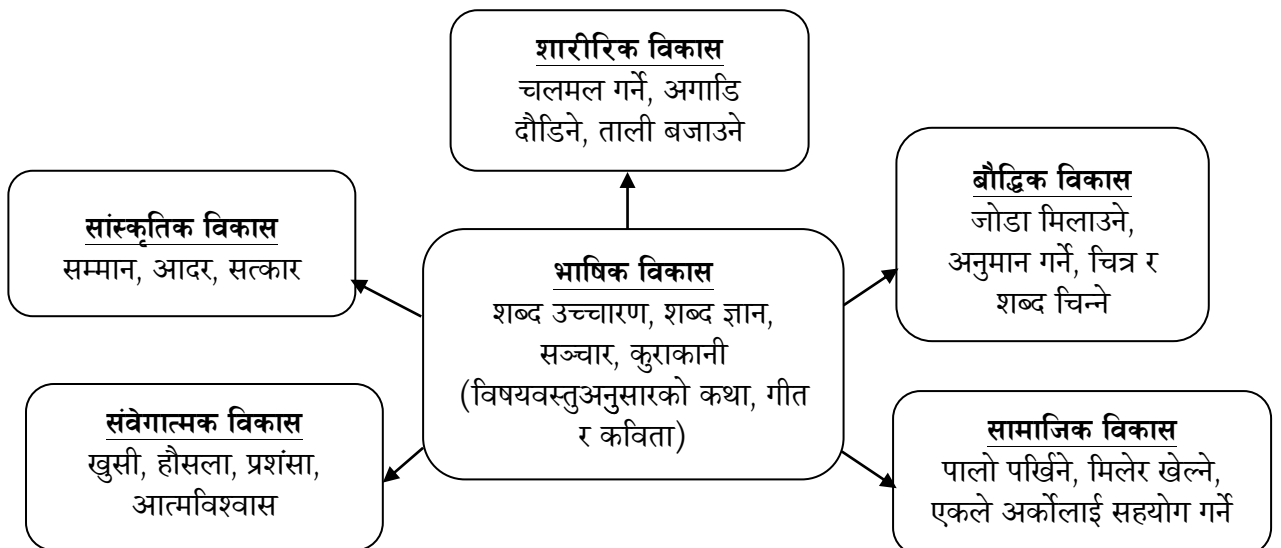 शारीरिक विकास
चलमल गर्ने, अगाडि
दौडिने, ताली बजाउने
बौद्धिक विकास
जोडा मिलाउने,
अनुमान गर्ने, चित्र र
शब्द चिन्ने
सांस्कृतिक विकास
सम्मान, आदर, सत्कार
भाषिक विकास
शब्द उच्चारण, शब्द ज्ञान,
सञ्चार, कुराकानी
(विषयवस्तुअनुसारको कथा, गीत
र कविता)
संवेगात्मक विकास
खुसी, हौसला, प्रशंसा,
आत्मविश्वास
सामाजिक विकास
पालो पर्खिने, मिलेर खेल्ने,
एकले अर्कोलाई सहयोग गर्ने